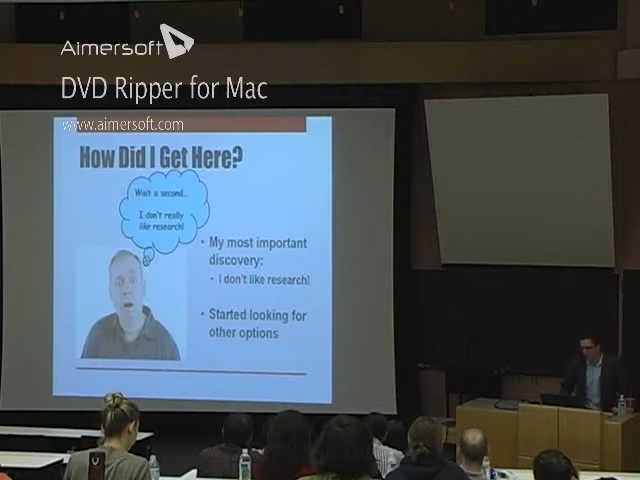 Aimersoft
DVD Ripper for Mac
www.aimersoft.com
How Did I Get Here?
Wait a second...
I don't really
like research!
• My most important
discovery:
• I don't like research!
• Started looking for
other options